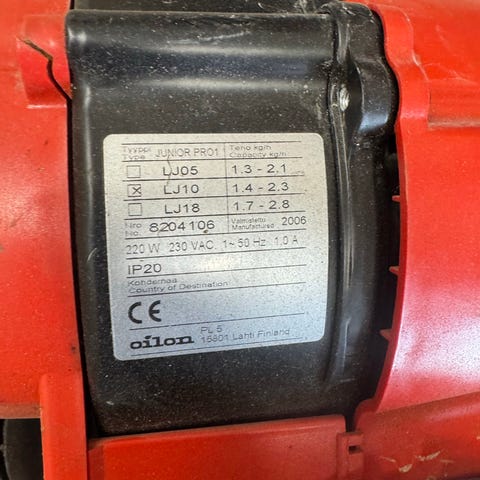 Tyyppi JUNIOR PRO1 Teho kg/h
Type Capacity kg/h
LJ05 1.3 - 2.1
☒ LJ10 1.4 - 2.3
LJ18 1.7 - 2.8
Nro Valmistettu 2006
No. 8204106 Manufactured
220 W 230 VAC. 1~50 Hz 1.0 A
IP20
Kohdemaa
Country of Destination
CE
PL 5
oilon 15801 Lahti Finland